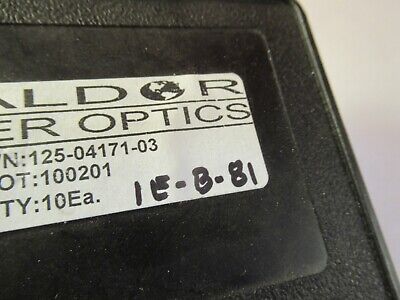 ALDOR
ER OPTICS
/N:125-04171-03
OT:100201
TY:10Ea. 1E-B-81